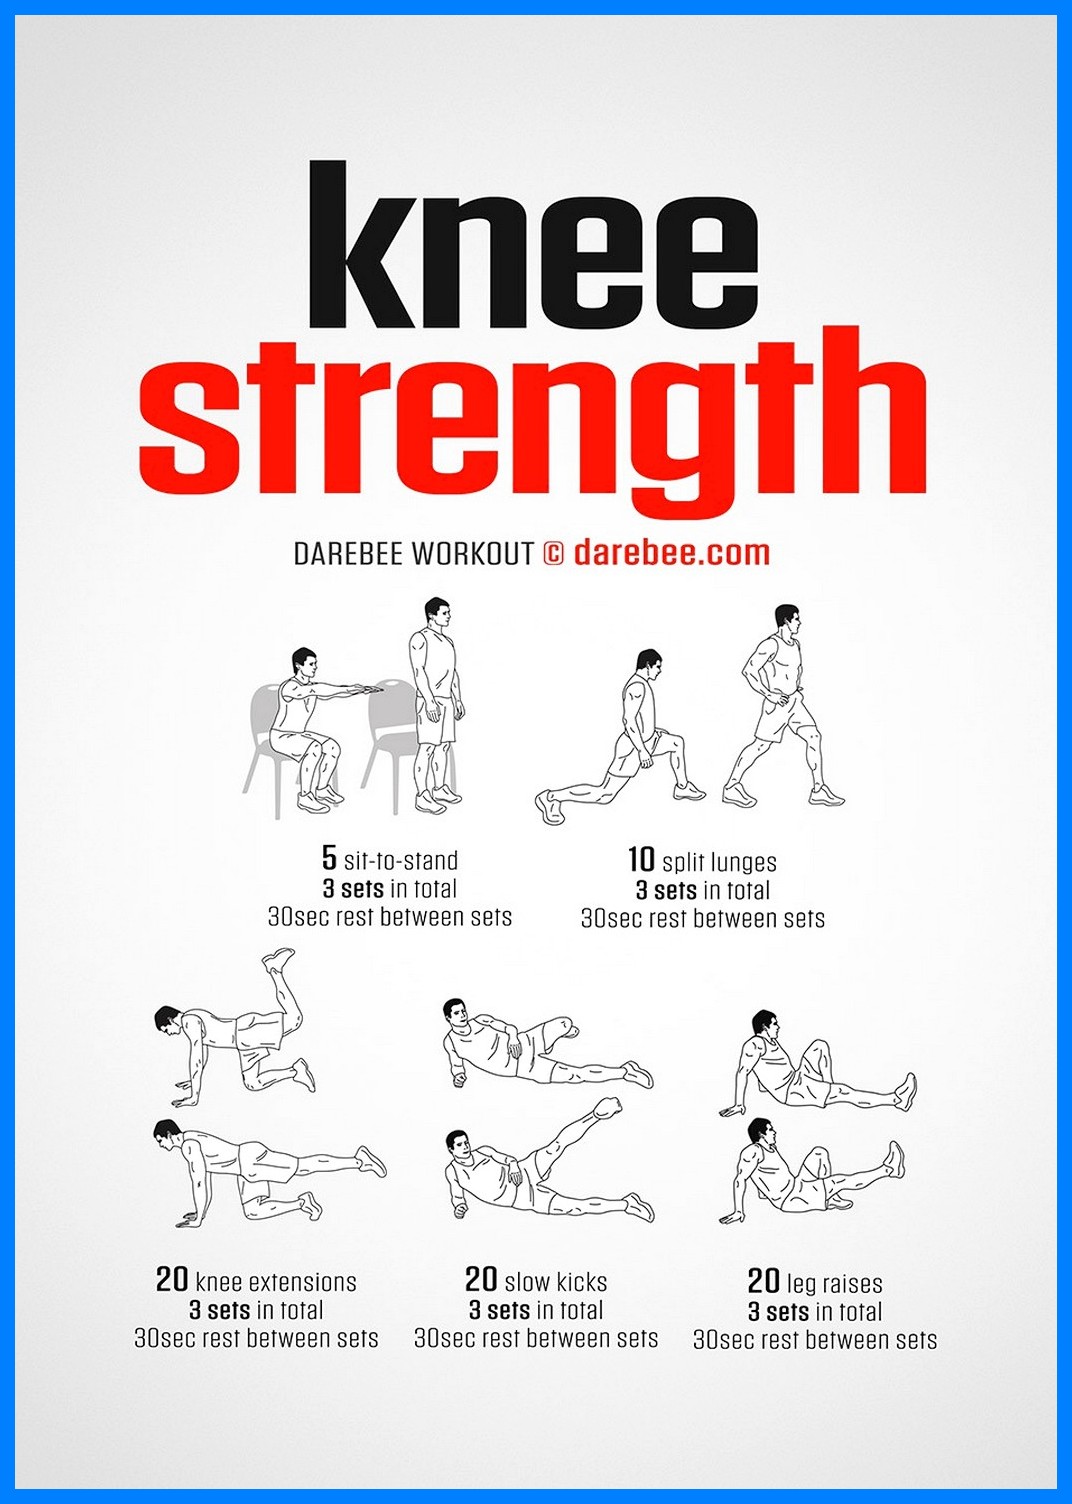 knee
strength
DAREBEE WORKOUT © darebee.com
5 sit-to-stand
3 sets in total
30sec rest between sets
10 split lunges
3 sets in total
30sec rest between sets
20 knee extensions
3 sets in total
30sec rest between sets
20 slow kicks
3 sets in total
30sec rest between sets
20 leg raises
3 sets in total
30sec rest between sets